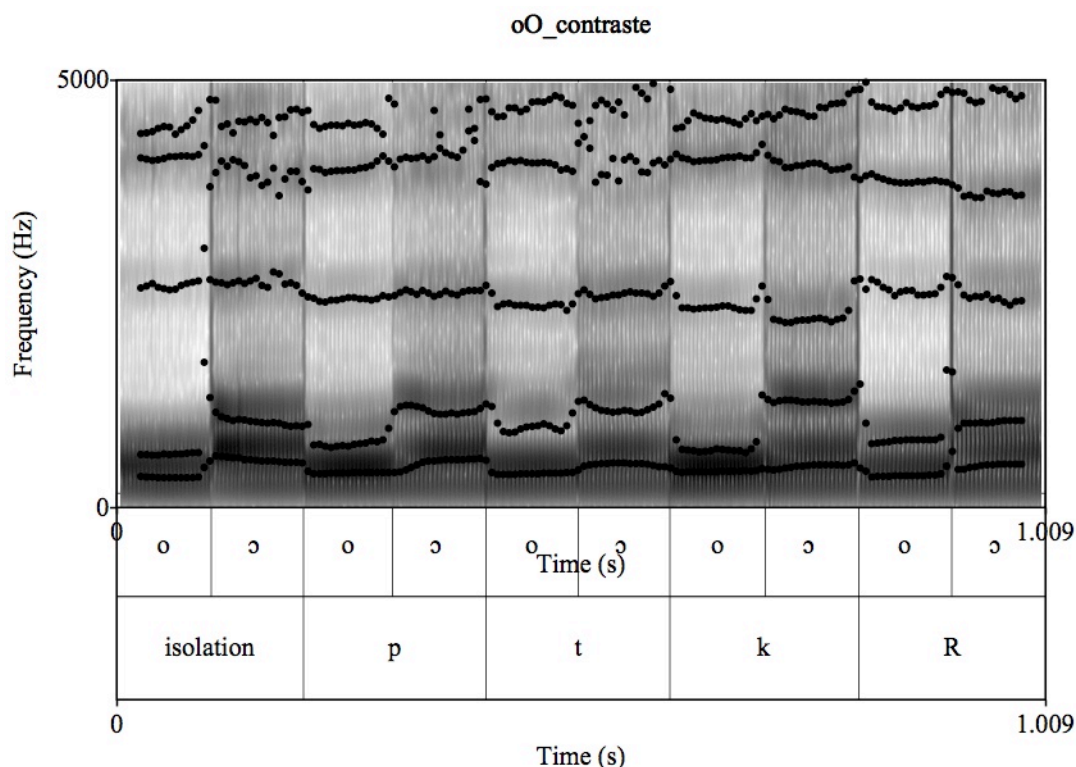 oO_contraste
5000
Frequency (Hz)
0
0 1.009
o ɔ o ɔ o ɔ o ɔ o ɔ
Time (s)
isolation p t k R
0 1.009
Time (s)